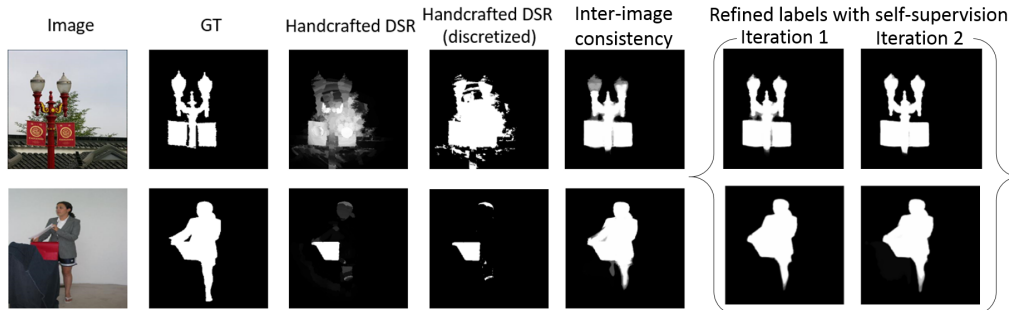 Image
GT
Handcrafted DSR
Handcrafted DSR
(discretized)
Inter-image
consistency
Refined labels with self-supervision
Iteration 1
Iteration 2